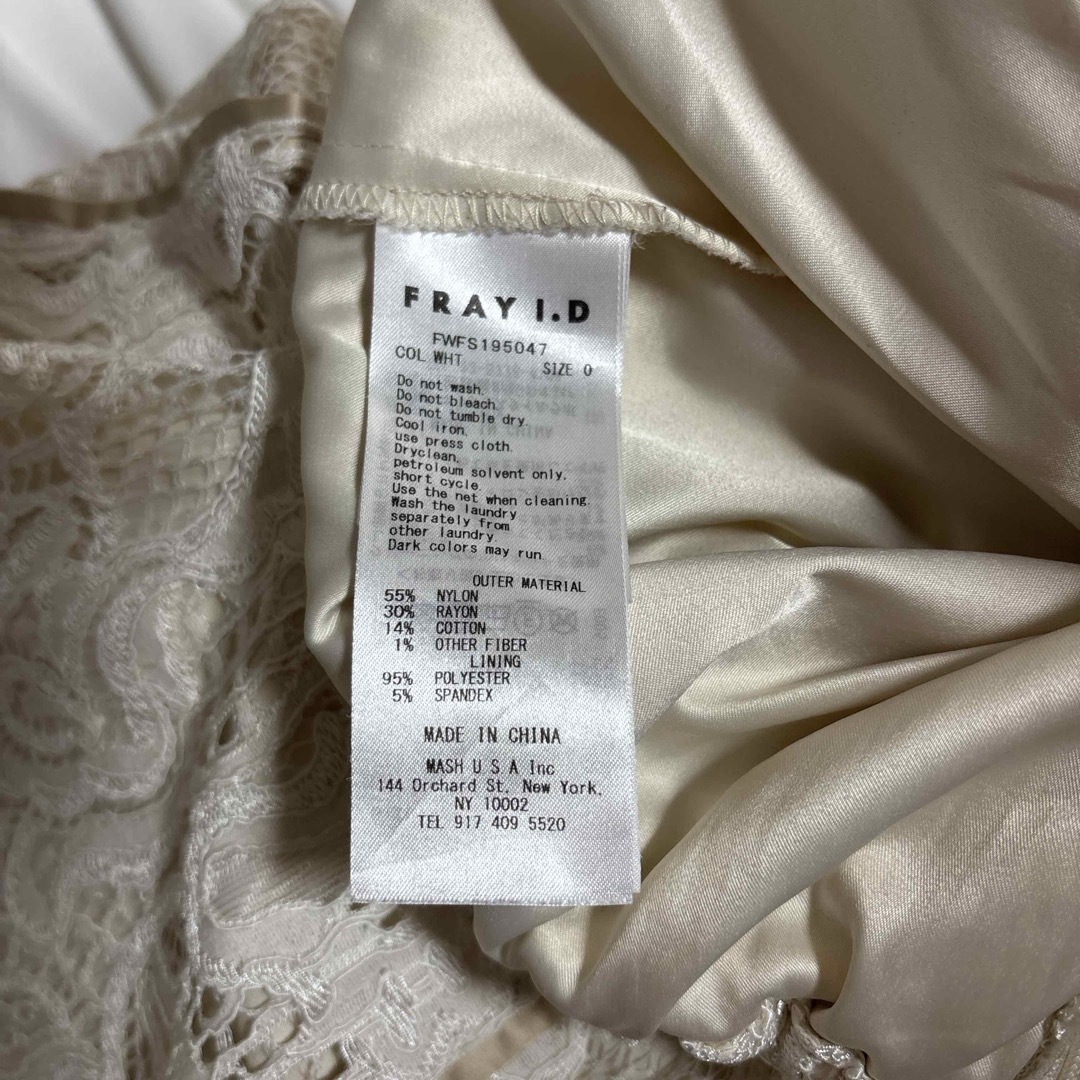 FRAY I.D
FWFS195047
COL WHT SIZE 0
Do not wash.
Do not bleach.
Do not tumble dry.
Cool iron.
use press cloth.
Dryclean.
petroleum solvent only.
short cycle.
Use the net when cleaning.
Wash the laundry
separately from
other laundry
Dark colors may run.
OUTER MATERIAL
55% NYLON
30% RAYON
14% COTTON
1% OTHER FIBER
LINING
95% POLYESTER
5% SPANDEX
MADE IN CHINA
MASH U S A Inc
144 Orchard St. New York,
NY 10002
TEL 917 409 5520